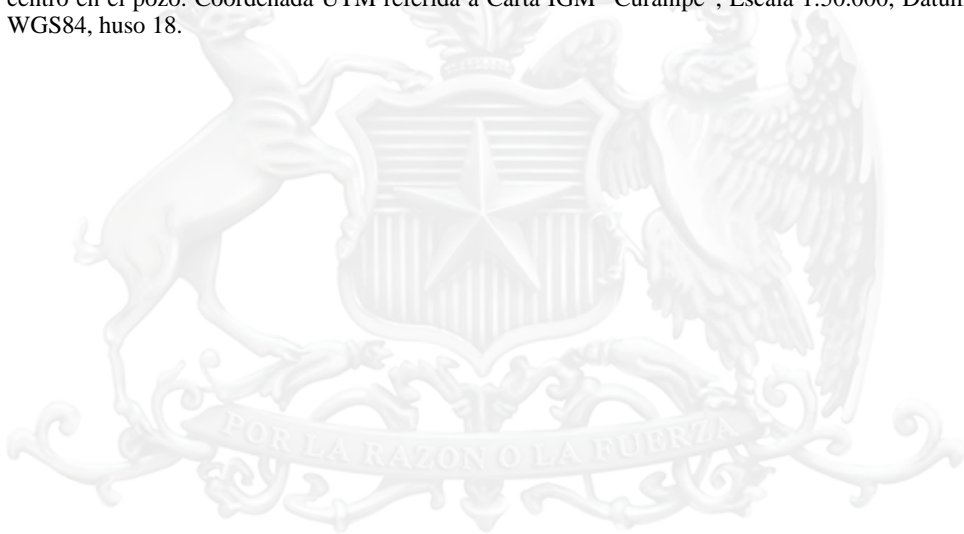 centro en el pozo. Coordenada UTM referida a Carta IGM "Curanipe", Escala 1:50.000, Datum
WGS84, huso 18.
POR LA RAZON O LA FUERZA